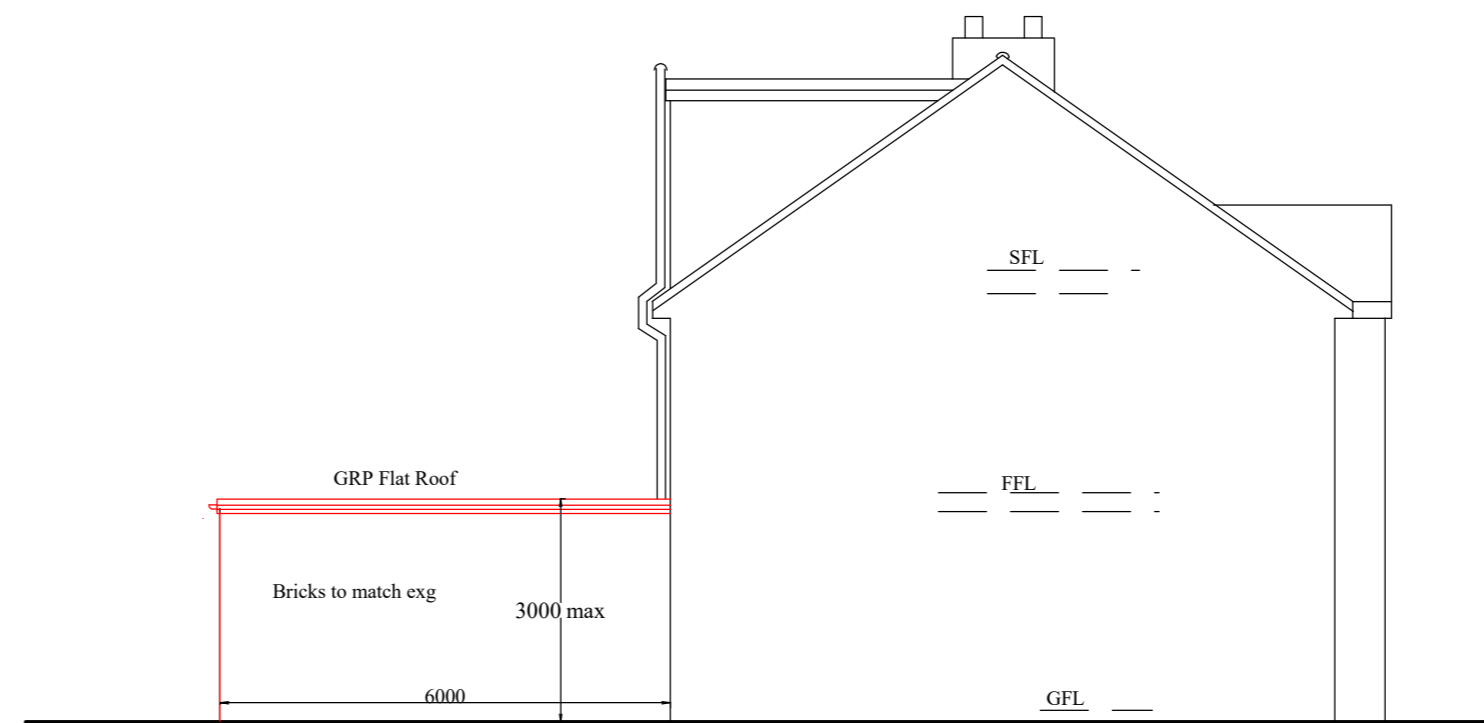 SFL
GRP Flat Roof
FFL
Bricks to match exg
3000 max
6000
GFL